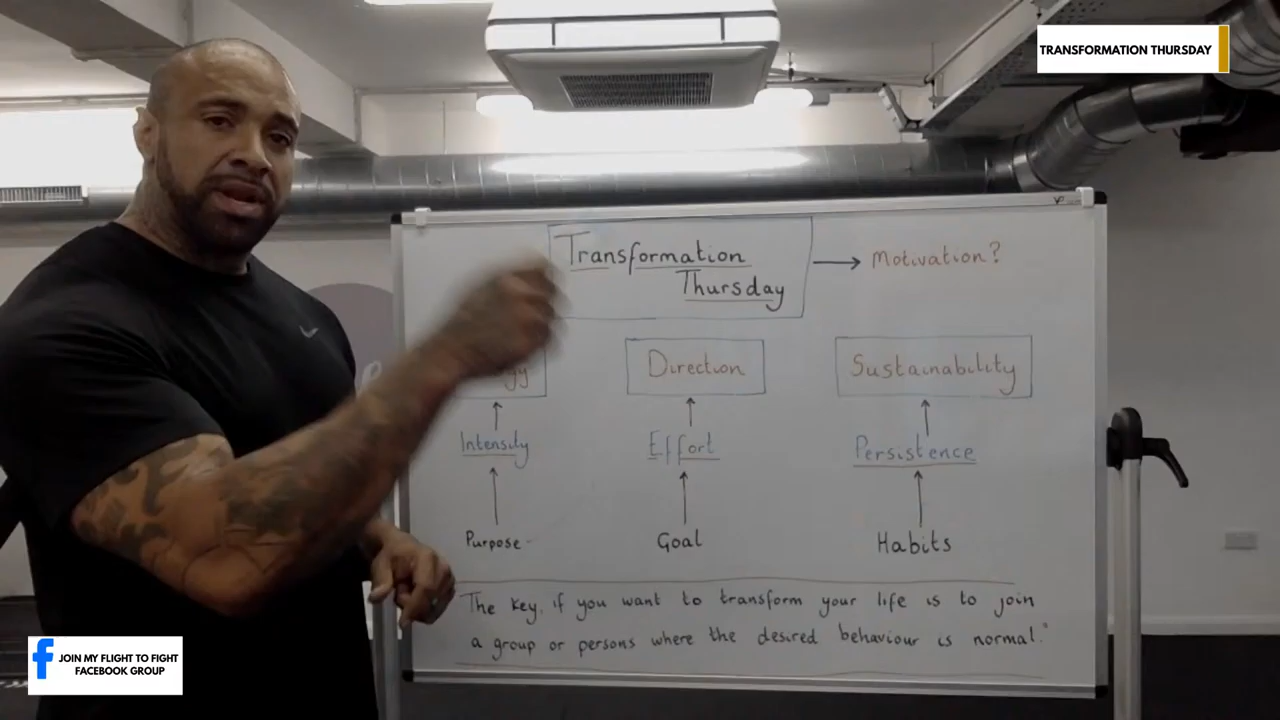 TRANSFORMATION THURSDAY
Transformation
Thursday
Motivation?
Direction
Sustainability
Intensity
Effort
Persistence
Purpose
Goal
Habits
The key, if you want to transform your life is to join
a group or persons where the desired behaviour is normal."
JOIN MY FLIGHT TO FIGHT
FACEBOOK GROUP